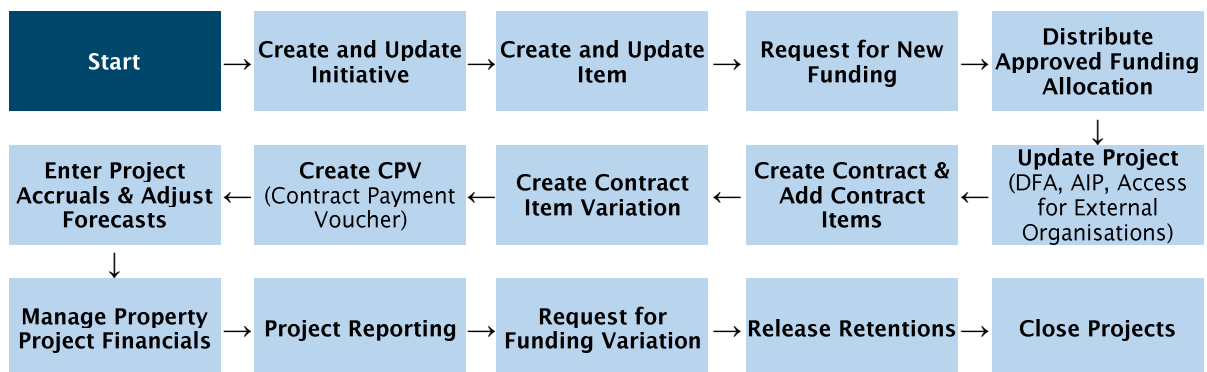 Start
Create and Update
Initiative
Create and Update
Item
Request for New
Funding
Distribute
Approved Funding
Allocation
Update Project
(DFA, AIP, Access
for External
Organisations)
Create Contract &
Add Contract
Items
Create Contract
Item Variation
Create CPV
(Contract Payment
Voucher)
Enter Project
Accruals & Adjust
Forecasts
Manage Property
Project Financials
Project Reporting
Request for
Funding Variation
Release Retentions
Close Projects